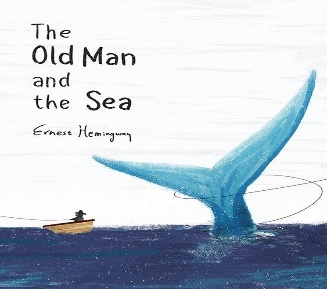 The
Old Man
and
the Sea
Ernest Hemingway